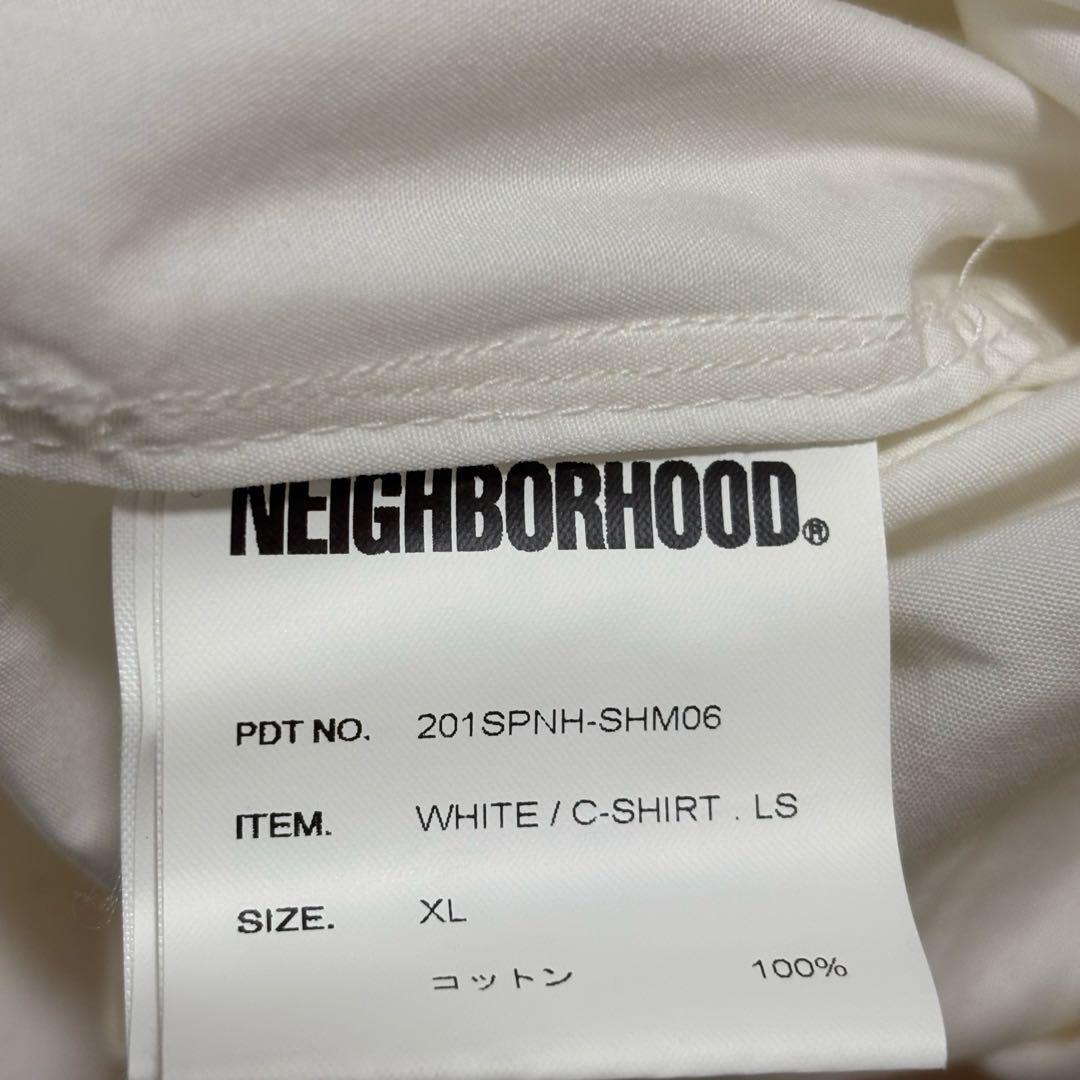 NEIGHBORHOOD®
PDT NO. 201SPNH-SHM06
ITEM. WHITE / C-SHIRT . LS
SIZE. XL
コットン 100%